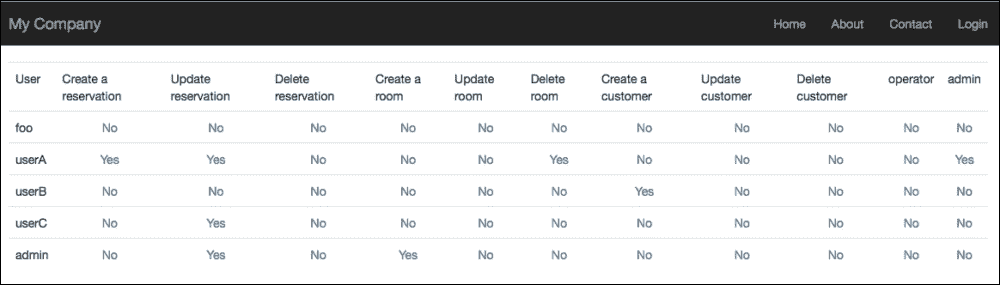 My Company Home About Contact Login
User Create a reservation Update reservation Delete reservation Create a room Update room Delete room Create a customer Update customer Delete customer operator admin
foo No No No No No No No No No No No
userA Yes Yes No No No Yes No No No No Yes
userB No No No No No No Yes No No No No
userC No Yes No No No No No No No No No
admin No Yes No Yes No No No No No No No